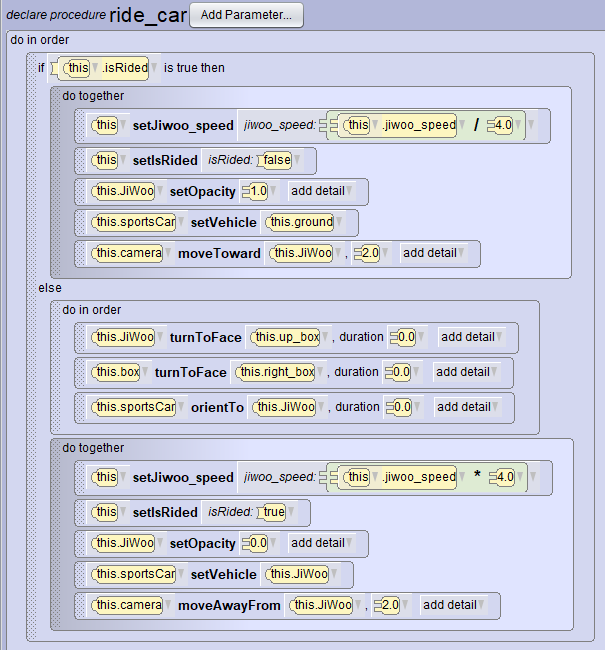 declare procedure ride_car Add Parameter...
do in order
if this .isRided is true then
do together
this setJiwoo_speed jiwoo_speed: this .jiwoo_speed / 4.0
this setIsRided isRided: false
this.JiWoo setOpacity 1.0 add detail
this.sportsCar setVehicle this.ground
this.camera moveToward this.JiWoo , 2.0 add detail
else
do in order
this.JiWoo turnToFace this.up_box , duration 0.0 add detail
this.box turnToFace this.right_box , duration 0.0 add detail
this.sportsCar orientTo this.JiWoo , duration 0.0 add detail
do together
this setJiwoo_speed jiwoo_speed: this .jiwoo_speed * 4.0
this setIsRided isRided: true
this.JiWoo setOpacity 0.0 add detail
this.sportsCar setVehicle this.JiWoo
this.camera moveAwayFrom this.JiWoo , 2.0 add detail